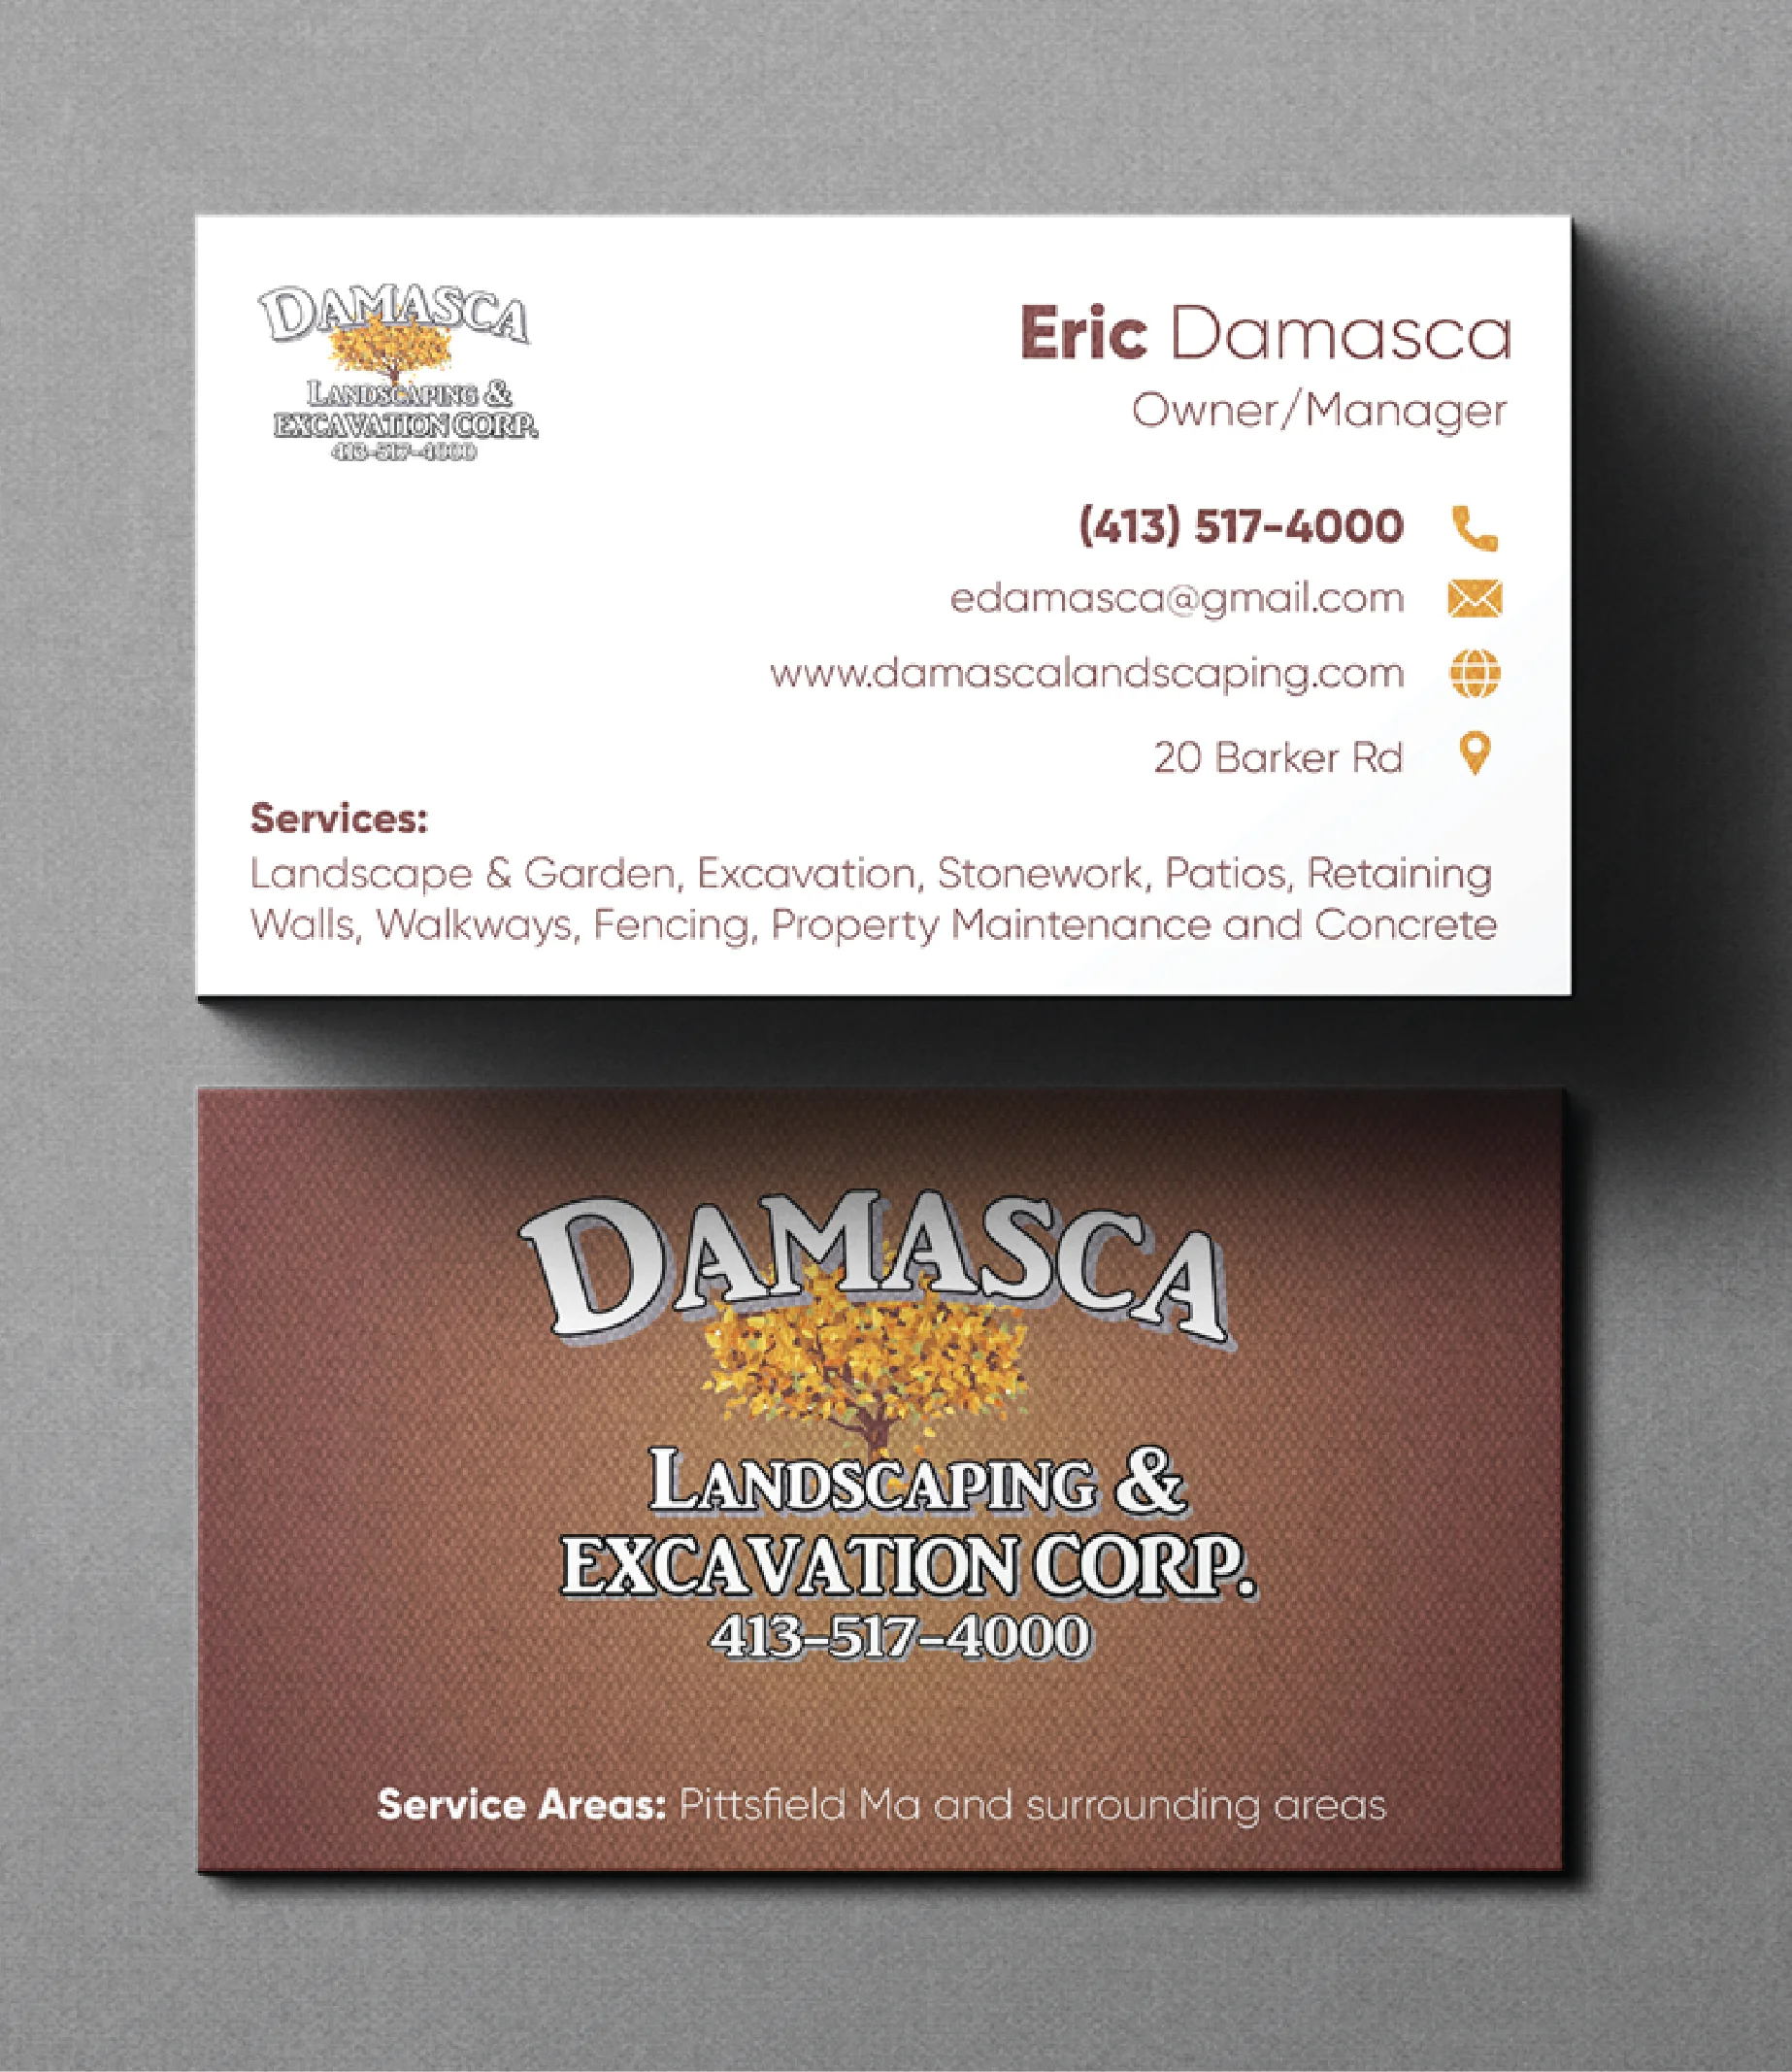 DAMASCA
LANDSCAPING &
EXCAVATION CORP.
413-517-4000
Eric Damasca
Owner/Manager
(413) 517-4000
edamasca@gmail.com
www.damascalandscaping.com
20 Barker Rd
Services:
Landscape & Garden, Excavation, Stonework, Patios, Retaining
Walls, Walkways, Fencing, Property Maintenance and Concrete
DAMASCA
LANDSCAPING &
EXCAVATION CORP.
413-517-4000
Service Areas: Pittsfield Ma and surrounding areas